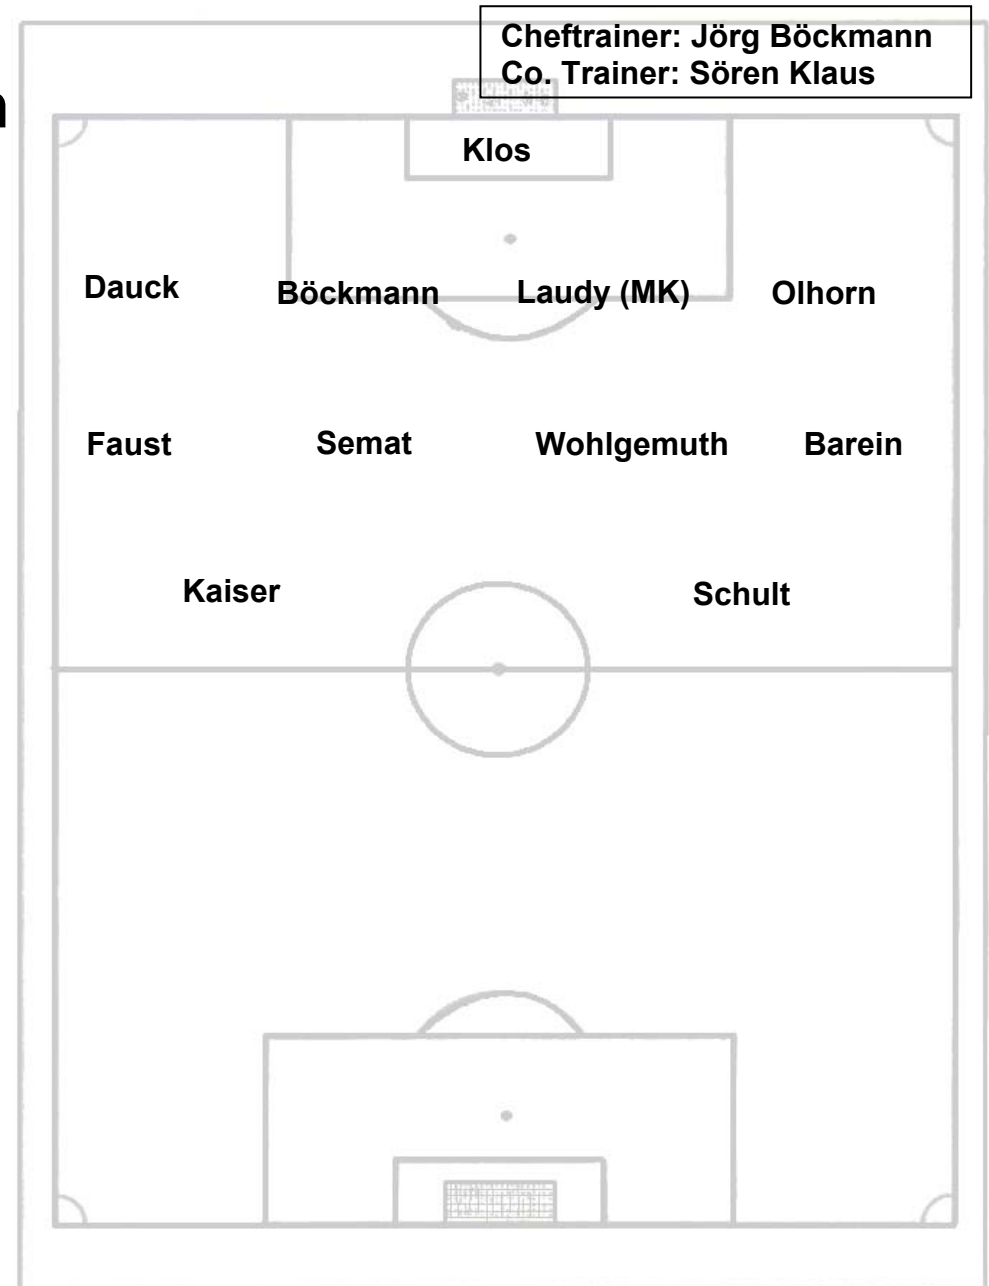 Cheftrainer: Jörg Böckmann
Co. Trainer: Sören Klaus
Klos
Dauck Böckmann Laudy (MK) Olhorn
Faust Semat Wohlgemuth Barein
Kaiser Schult